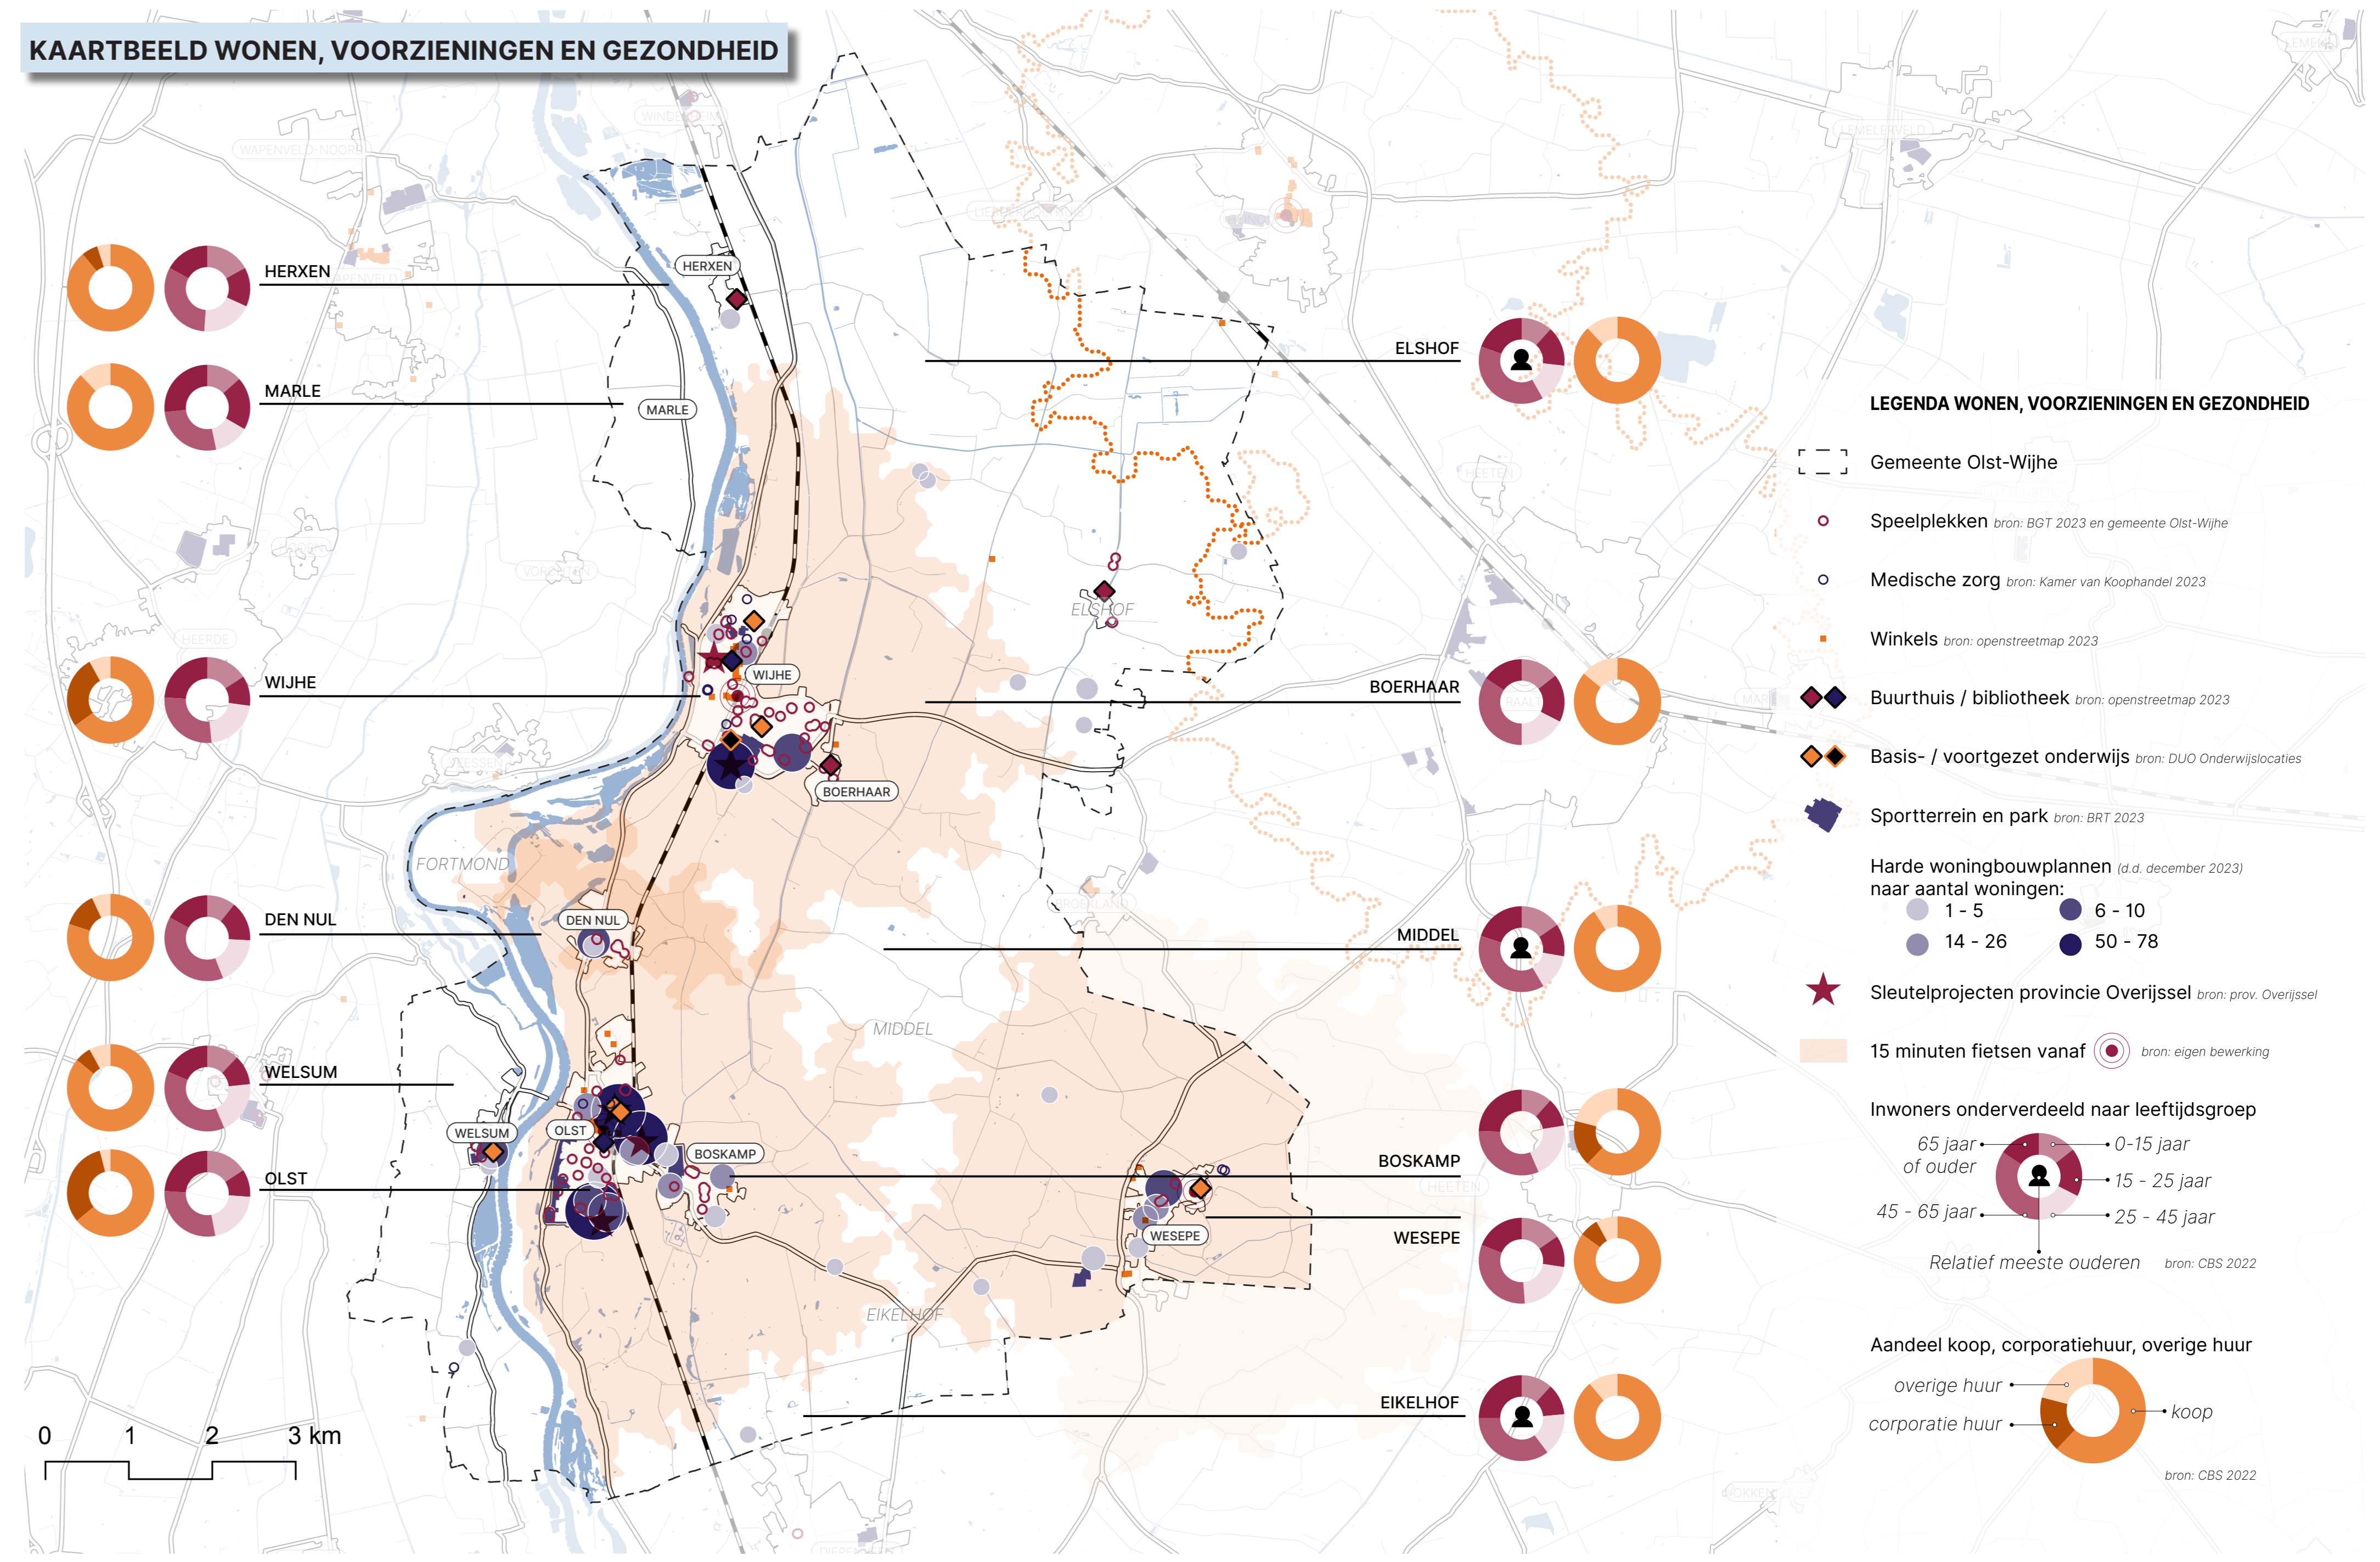 KAARTBEELD WONEN, VOORZIENINGEN EN GEZONDHEID
WAPENVELD-NOORD
LEMELERVELD
HERXEN
HERXEN
MARLE
MARLE
ELSHOF
LEGENDA WONEN, VOORZIENINGEN EN GEZONDHEID
Gemeente Olst-Wijhe
HEETEN
Speelplekken bron: BGT 2023 en gemeente Olst-Wijhe
Medische zorg bron: Kamer van Koophandel 2023
ELSHOF
HEERDE
Winkels bron: openstreetmap 2023
WIJHE
WIJHE
BOERHAAR
RAALTE
Buurthuis / bibliotheek bron: openstreetmap 2023
Basis- / voortgezet onderwijs bron: DUO Onderwijslocaties
BOERHAAR
Sportterrein en park bron: BRT 2023
FORTMOND
Harde woningbouwplannen (d.d. december 2023)
naar aantal woningen:
1 - 5
6 - 10
14 - 26
50 - 78
DEN NUL
DEN NUL
MIDDEL
Sleutelprojecten provincie Overijssel bron: prov. Overijssel
MIDDEL
15 minuten fietsen vanaf
bron: eigen bewerking
WELSUM
Inwoners onderverdeeld naar leeftijdsgroep
65 jaar
of ouder
0-15 jaar
15 - 25 jaar
45 - 65 jaar
25 - 45 jaar
Relatief meeste ouderen
bron: CBS 2022
WELSUM
OLST
BOSKAMP
BOSKAMP
OLST
HEETEN
WESEPE
WESEPE
EIKELHOF
Aandeel koop, corporatiehuur, overige huur
overige huur
corporatie huur
koop
bron: CBS 2022
EIKELHOF
0 1 2 3 km